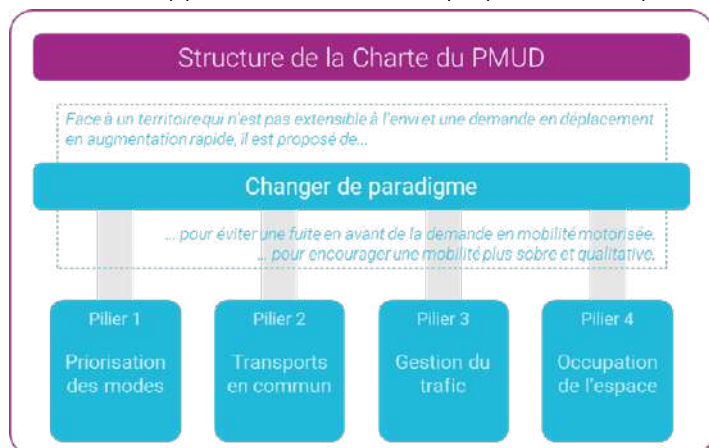 Structure de la Charte du PMUD
Face à un territoire qui n'est pas extensible à l'envi et une demande en déplacement
en augmentation rapide, il est proposé de...
Changer de paradigme
... pour éviter une fuite en avant de la demande en mobilité motorisée.
... pour encourager une mobilité plus sobre et qualitative.
Pilier 1
Priorisation
des modes
Pilier 2
Transports
en commun
Pilier 3
Gestion du
trafic
Pilier 4
Occupation
de l'espace